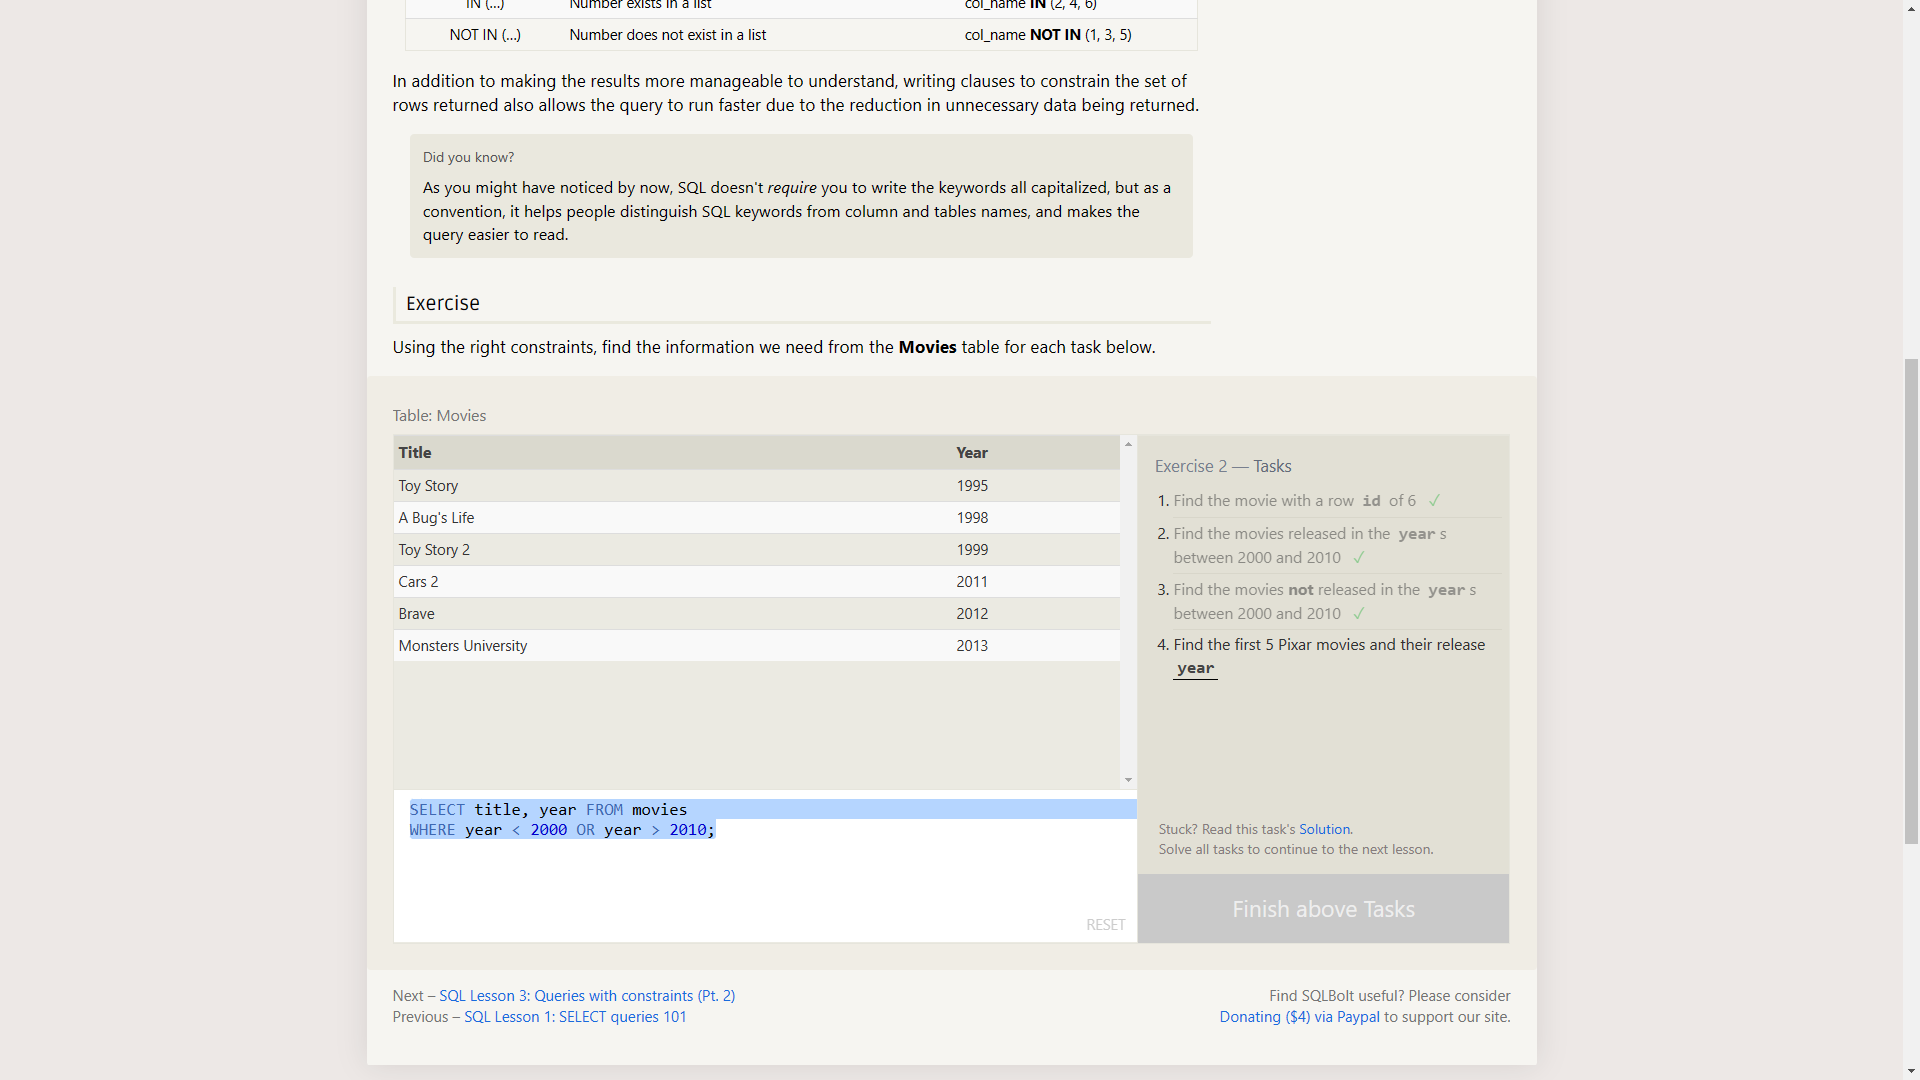 IN (...) Number exists in a list col_name IN (2, 4, 6)
NOT IN (...) Number does not exist in a list col_name NOT IN (1, 3, 5)
In addition to making the results more manageable to understand, writing clauses to constrain the set of
rows returned also allows the query to run faster due to the reduction in unnecessary data being returned.
Did you know?
As you might have noticed by now, SQL doesn't require you to write the keywords all capitalized, but as a
convention, it helps people distinguish SQL keywords from column and tables names, and makes the
query easier to read.
Exercise
Using the right constraints, find the information we need from the Movies table for each task below.
Table: Movies
Title Year
Toy Story 1995
A Bug's Life 1998
Toy Story 2 1999
Cars 2 2011
Brave 2012
Monsters University 2013
SELECT title, year FROM movies
WHERE year < 2000 OR year > 2010;
RESET
Exercise 2 — Tasks
1. Find the movie with a row id of 6 ✓
2. Find the movies released in the year s
between 2000 and 2010 ✓
3. Find the movies not released in the year s
between 2000 and 2010 ✓
4. Find the first 5 Pixar movies and their release
year
Stuck? Read this task's Solution.
Solve all tasks to continue to the next lesson.
Finish above Tasks
Next – SQL Lesson 3: Queries with constraints (Pt. 2)
Previous – SQL Lesson 1: SELECT queries 101
Find SQLBolt useful? Please consider
Donating ($4) via Paypal to support our site.